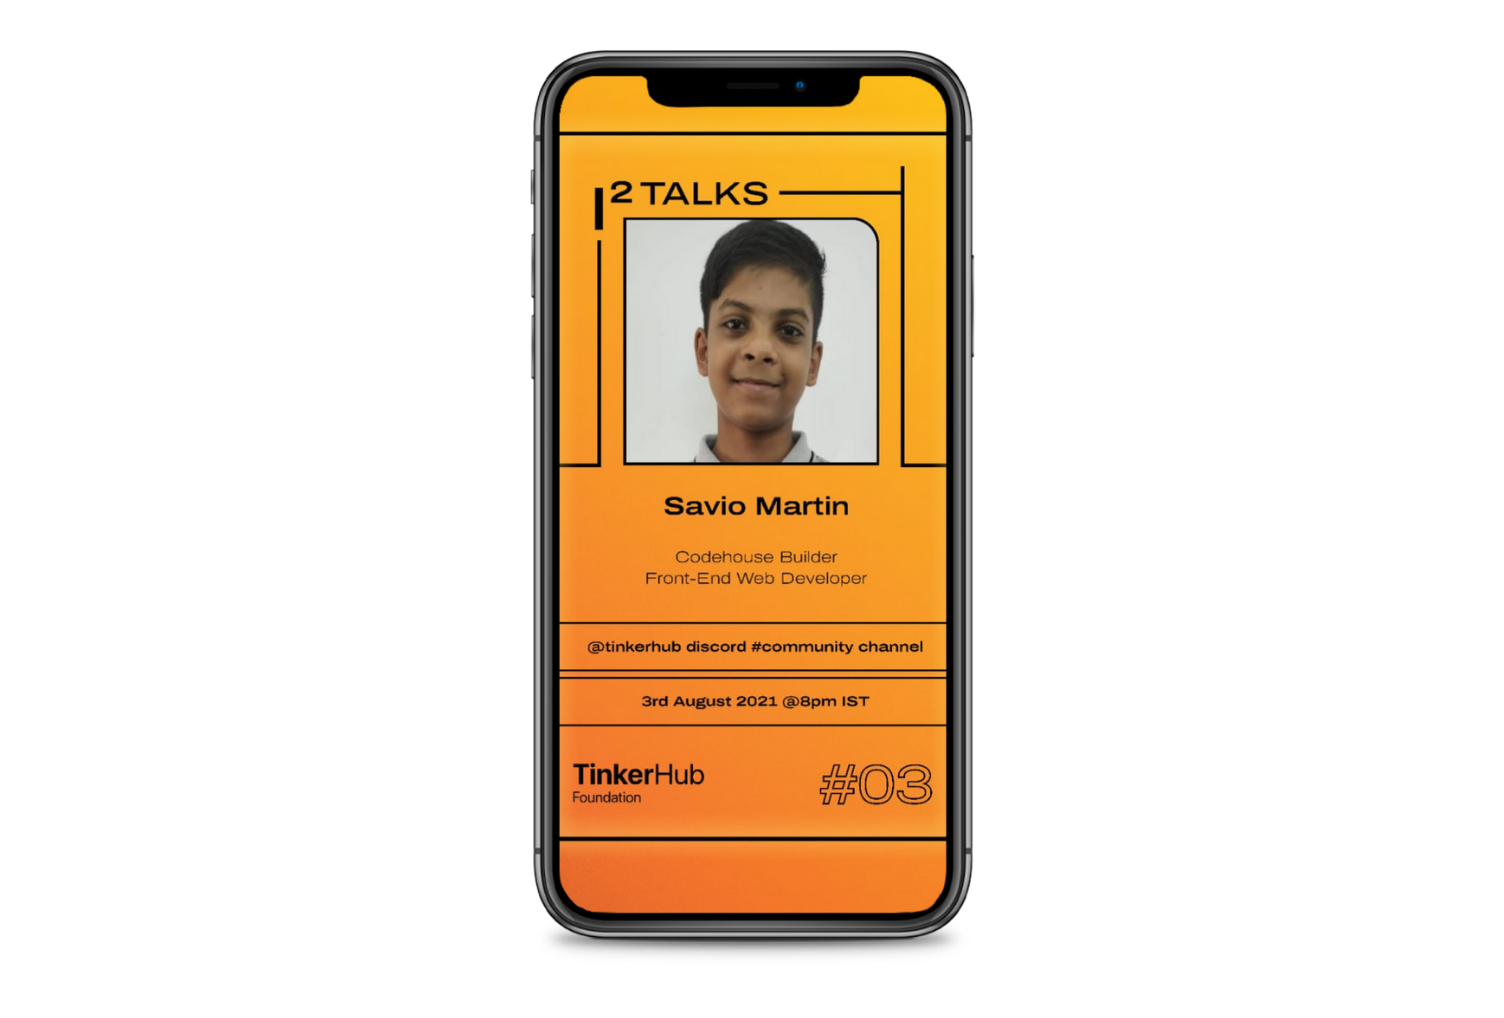 12 TALKS
Savio Martin
Codehouse Builder
Front-End Web Developer
@tinkerhub discord #community channel
3rd August 2021 @8pm IST
TinkerHub
Foundation
#03